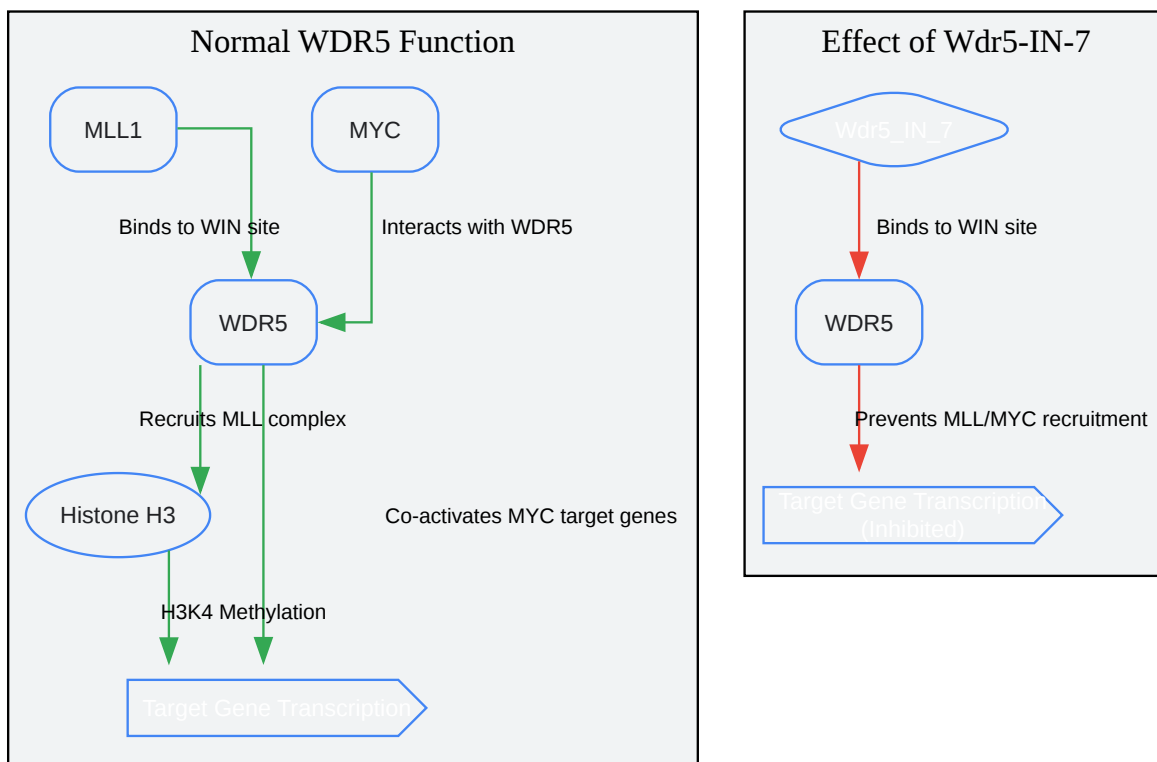 Normal WDR5 Function
MLL1
MYC
Binds to WIN site
Interacts with WDR5
WDR5
Recruits MLL complex
Histone H3
Co-activates MYC target genes
H3K4 Methylation
Target Gene Transcription
Effect of Wdr5-IN-7
Wdr5_IN_7
Binds to WIN site
WDR5
Prevents MLL/MYC recruitment
Target Gene Transcription
(Inhibited)